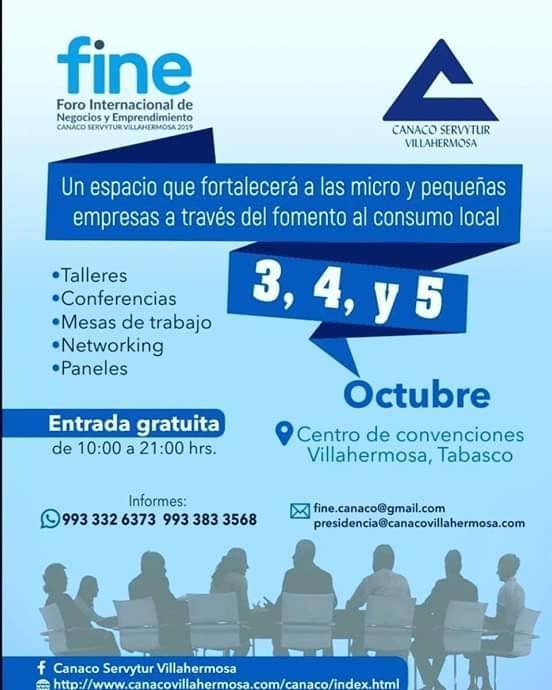 fine
Foro Internacional de
Negocios y Emprendimiento
CANACO SERVYTUR VILLAHERMOSA 2019
CANACO SERVYTUR
VILLAHERMOSA
Un espacio que fortalecerá a las micro y pequeñas
empresas a través del fomento al consumo local
•Talleres
•Conferencias
•Mesas de trabajo
•Networking
•Paneles
3, 4, y 5
Octubre
Centro de convenciones
Villahermosa, Tabasco
Entrada gratuita
de 10:00 a 21:00 hrs.
Informes:
993 332 6373 993 383 3568
fine.canaco@gmail.com
presidencia@canacovillahermosa.com
Canaco Servytur Villahermosa
http://www.canacovillahermosa.com/canaco/index.html